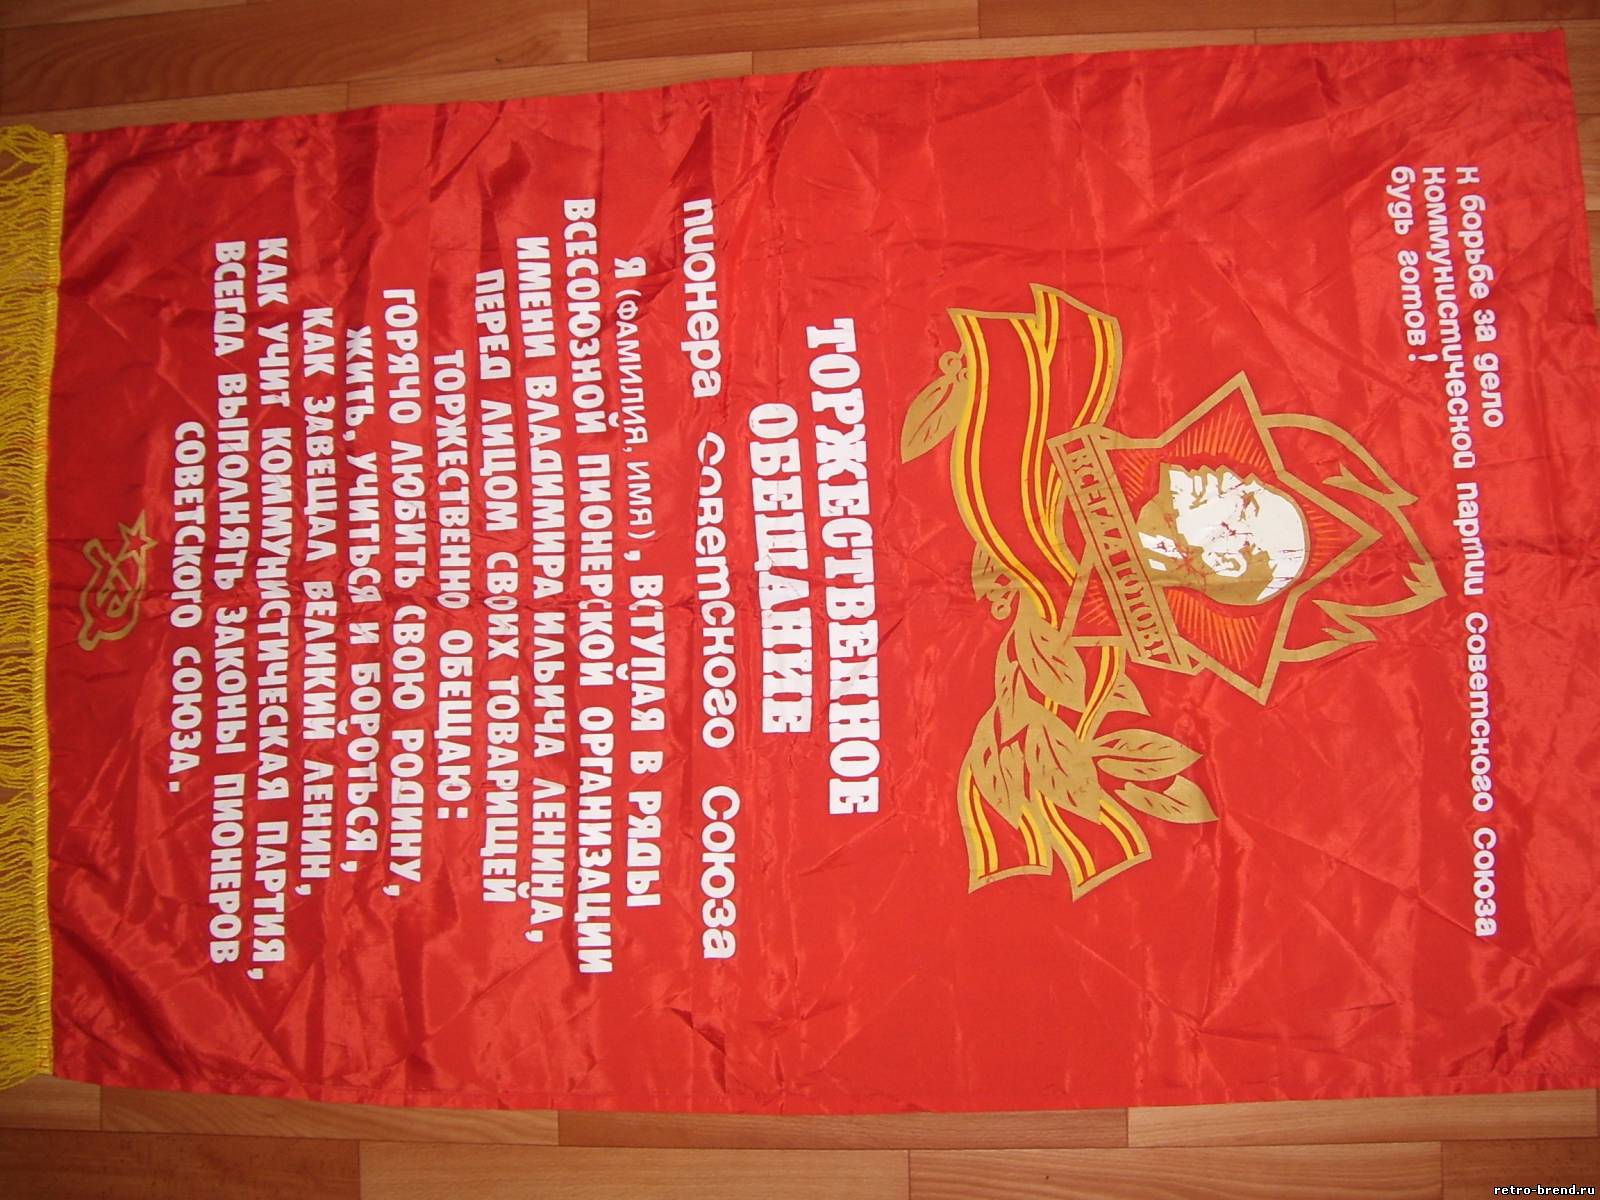 к борьбе за дело
коммунистической партии Советского Союза
будь готов!
ВСЕГДА ГОТОВ!
ТОРЖЕСТВЕННОЕ
ОБЕЩАНИЕ
пионера Советского Союза
Я (ФАМИЛИЯ, ИМЯ), ВСТУПАЯ В РЯДЫ
ВСЕСОЮЗНОЙ ПИОНЕРСКОЙ ОРГАНИЗАЦИИ
ИМЕНИ ВЛАДИМИРА ИЛЬИЧА ЛЕНИНА,
ПЕРЕД ЛИЦОМ СВОИХ ТОВАРИЩЕЙ
ТОРЖЕСТВЕННО ОБЕЩАЮ:
ГОРЯЧО ЛЮБИТЬ СВОЮ РОДИНУ,
ЖИТЬ, УЧИТЬСЯ И БОРОТЬСЯ,
КАК ЗАВЕЩАЛ ВЕЛИКИЙ ЛЕНИН,
КАК УЧИТ КОММУНИСТИЧЕСКАЯ ПАРТИЯ,
ВСЕГДА ВЫПОЛНЯТЬ ЗАКОНЫ ПИОНЕРОВ
СОВЕТСКОГО СОЮЗА.
retro-brend.ru